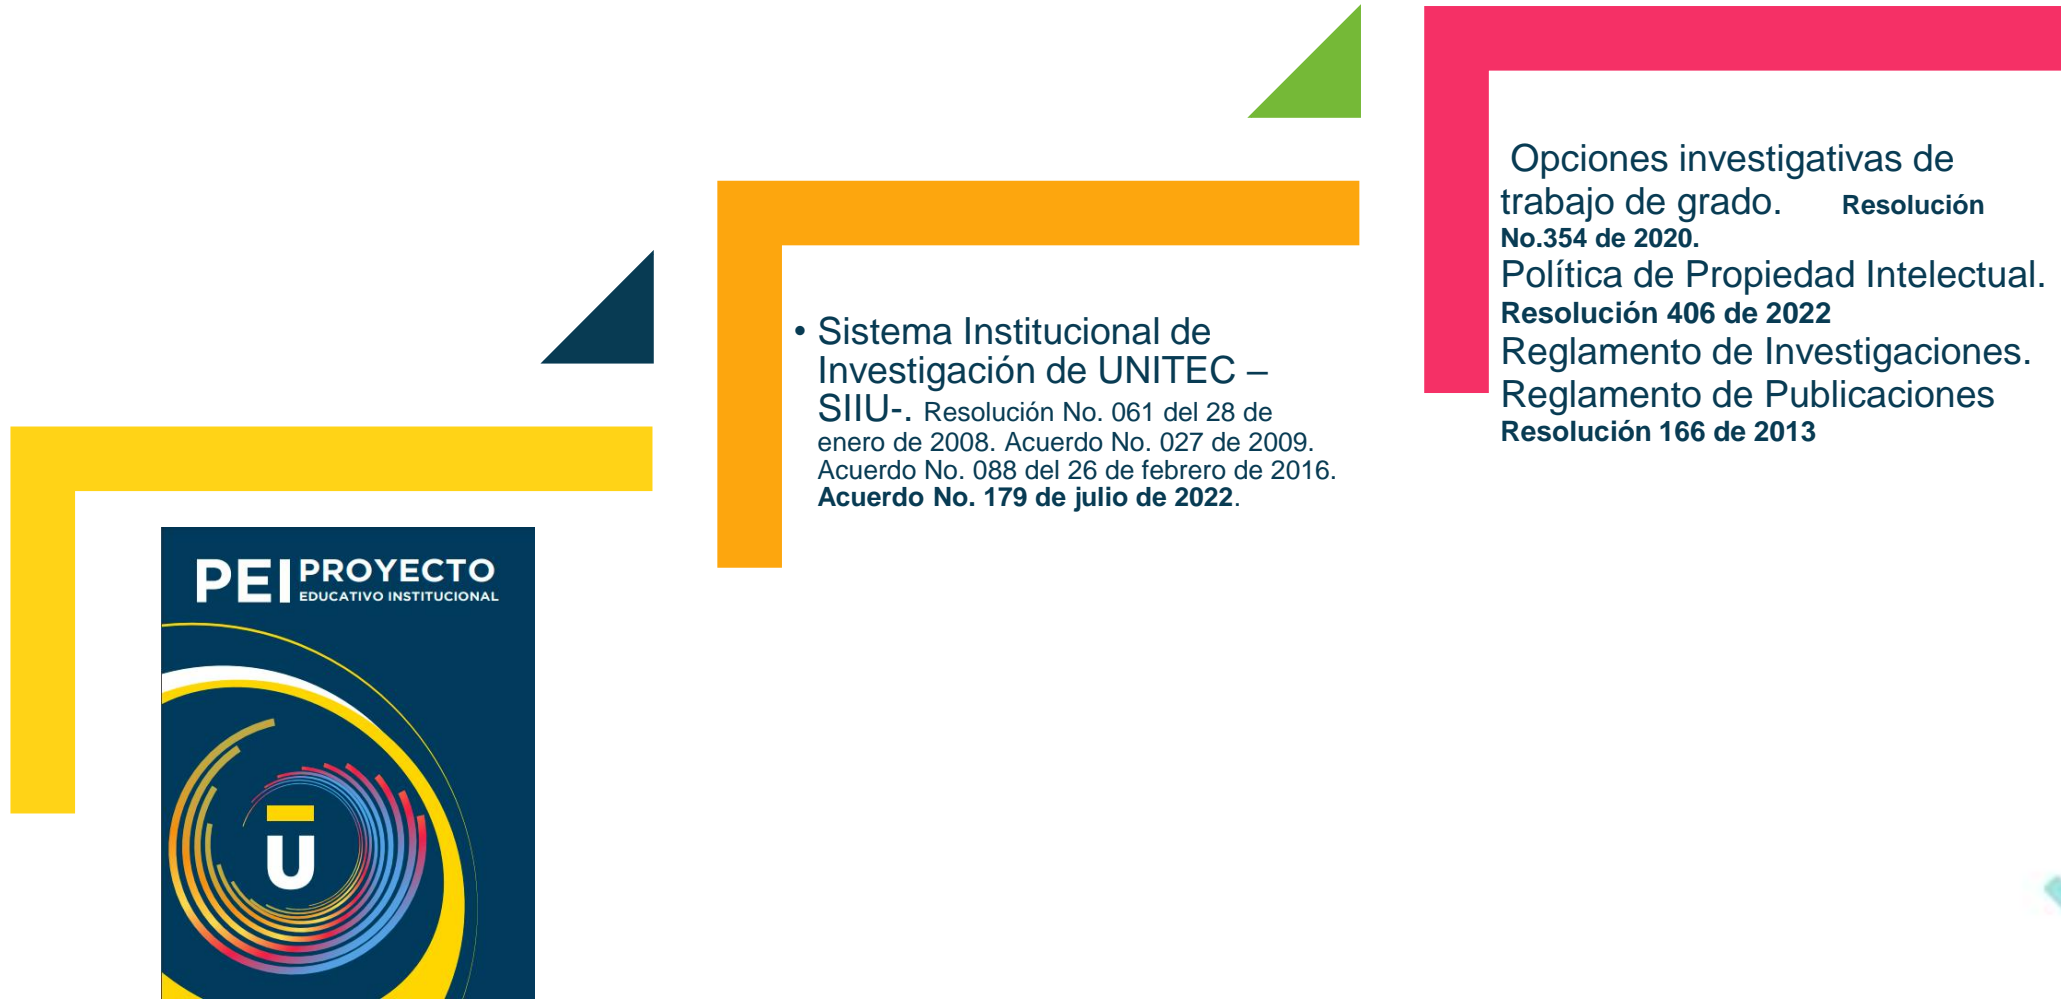 PEI PROYECTO
EDUCATIVO INSTITUCIONAL
U
• Sistema Institucional de
Investigación de UNITEC –
SIIU-. Resolución No. 061 del 28 de
enero de 2008. Acuerdo No. 027 de 2009.
Acuerdo No. 088 del 26 de febrero de 2016.
Acuerdo No. 179 de julio de 2022.
Opciones investigativas de
trabajo de grado. Resolución
No.354 de 2020.
Política de Propiedad Intelectual.
Resolución 406 de 2022
Reglamento de Investigaciones.
Reglamento de Publicaciones
Resolución 166 de 2013